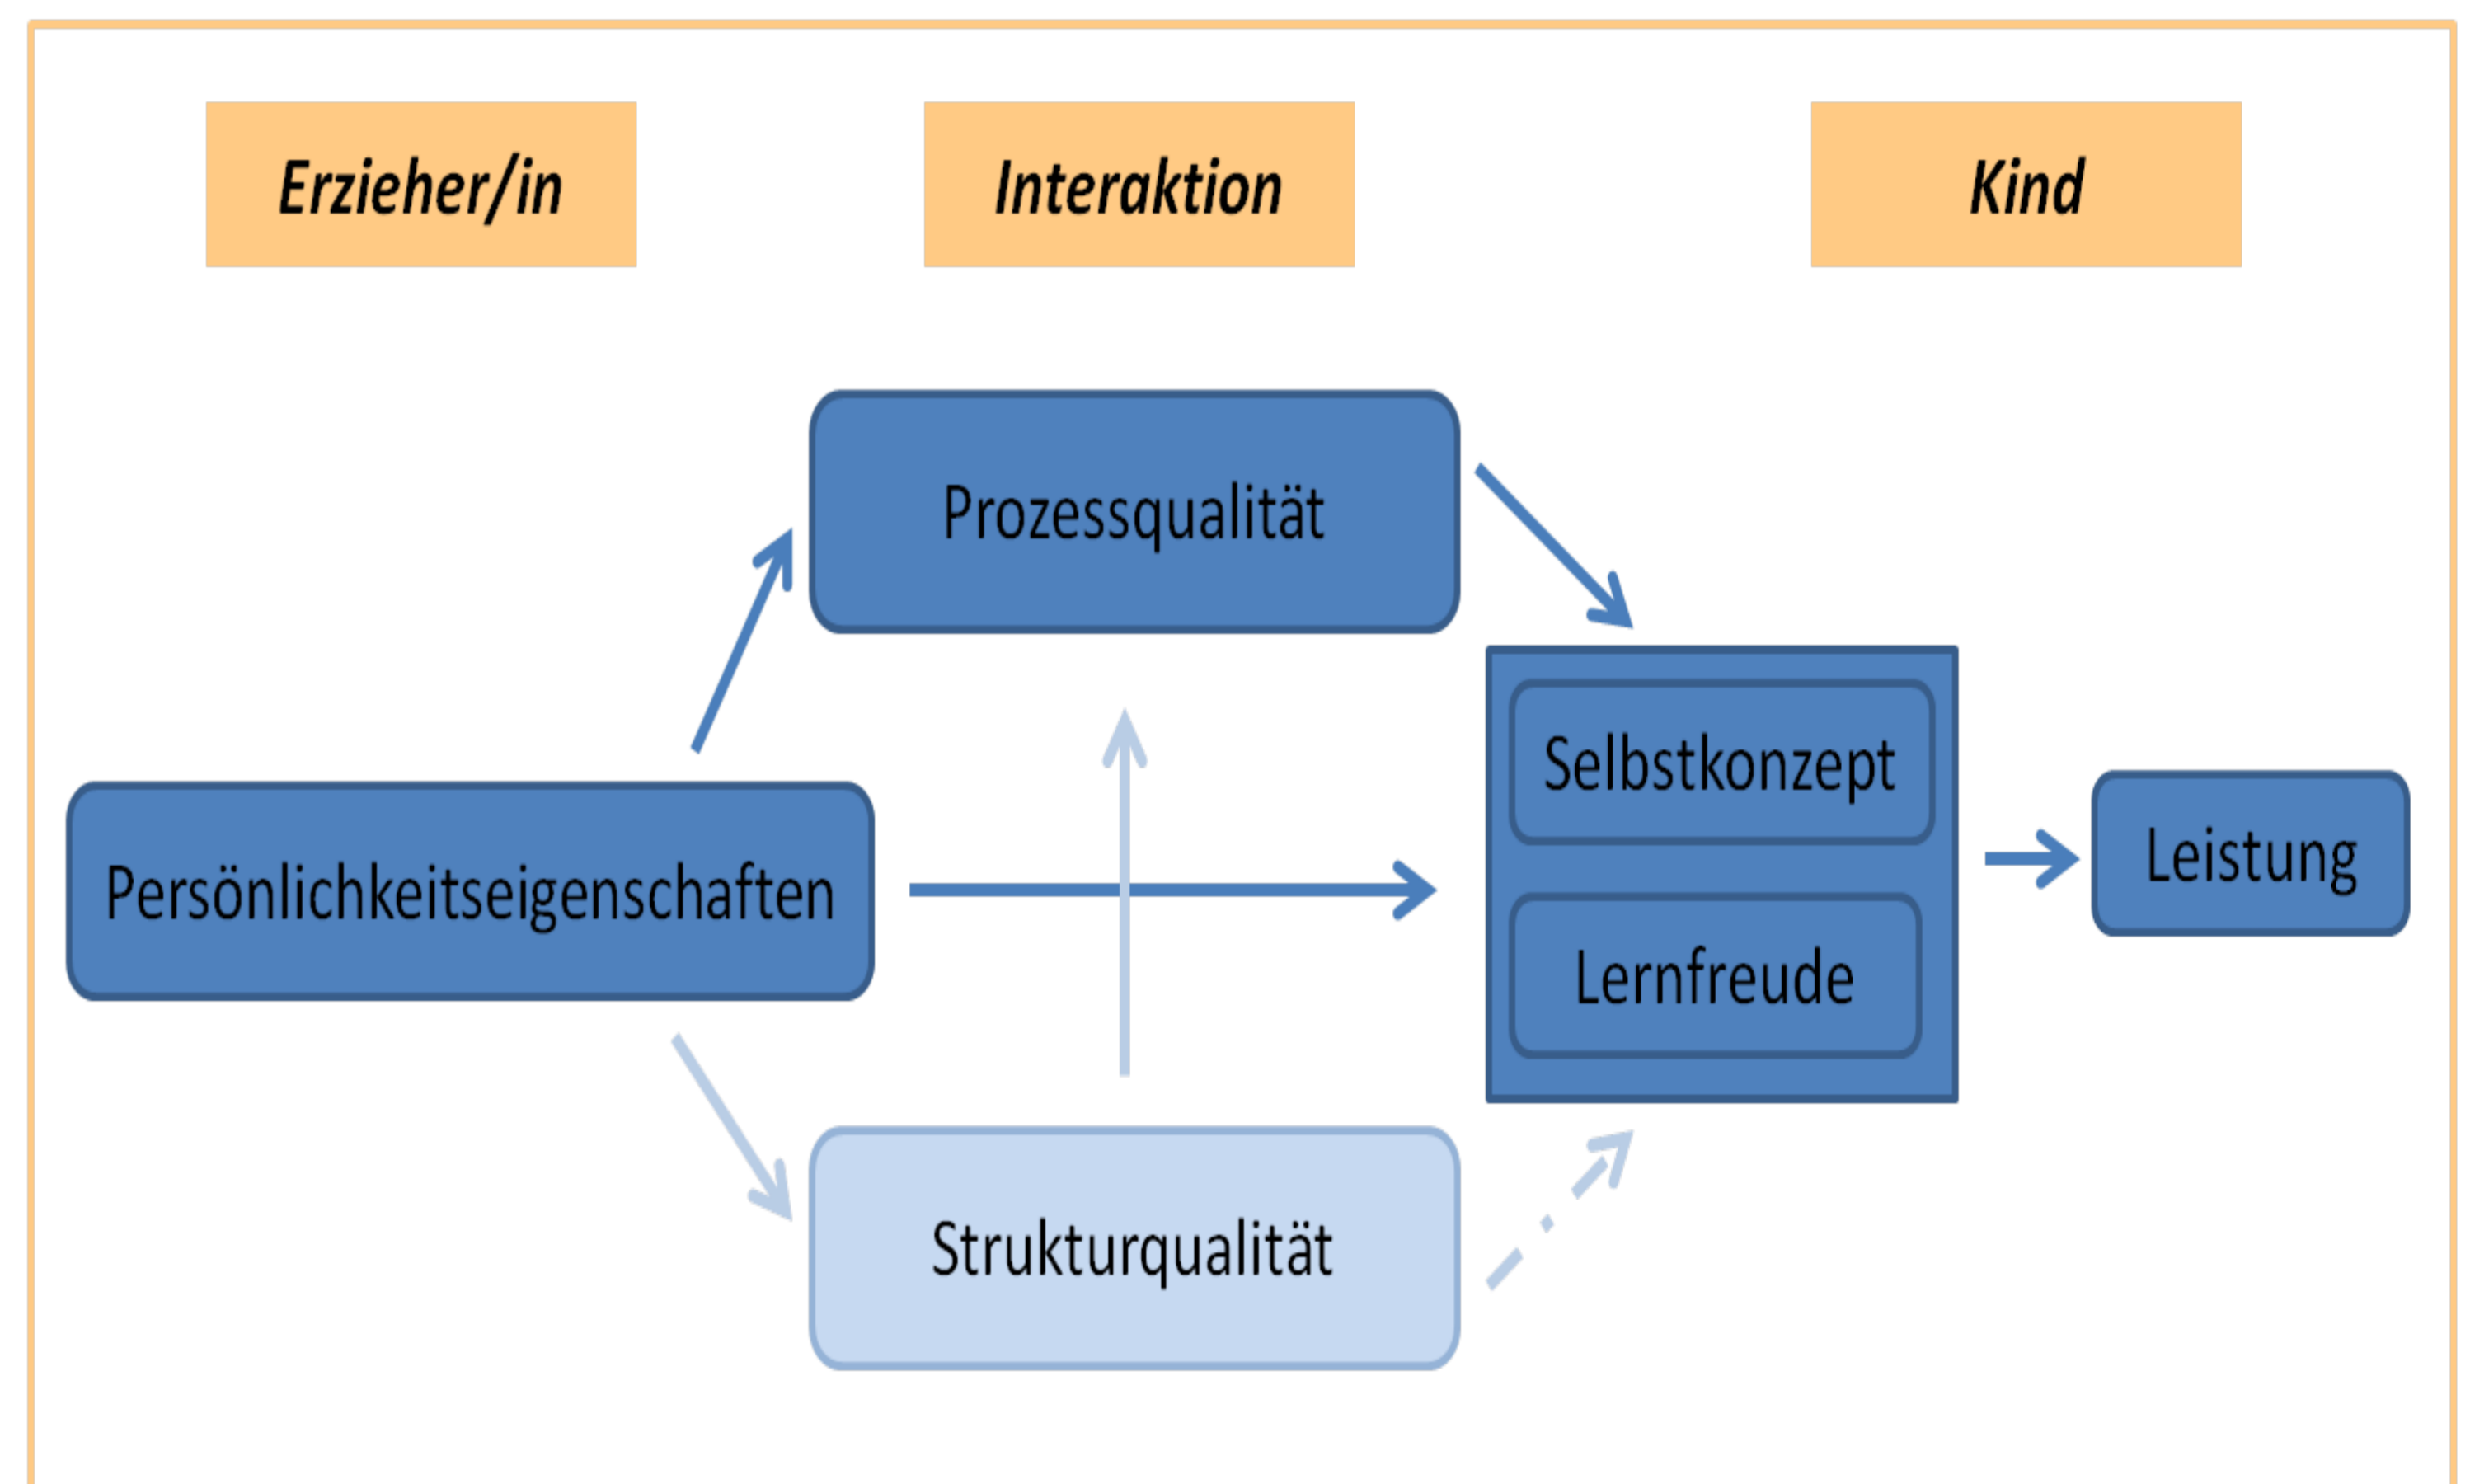 Erzieher/in
Interaktion
Kind
Prozessqualität
Selbstkonzept
Persönlichkeitseigenschaften
Leistung
Lernfreude
Strukturqualität